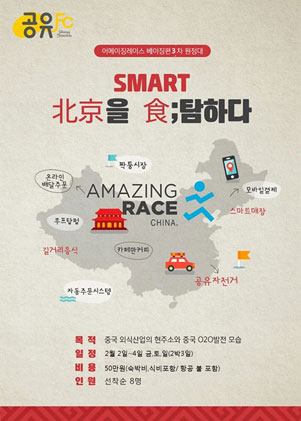 공유FC
어메이징레이스 베이징편 3차 원정대
SMART
北京을 食;탐하다
짝퉁시장
온라인
배달주문
모바일결제
AMAZING
RACE
CHINA.
루프탑펍
스마트매장
길거리음식
카페만커피
공유자전거
자동주문시스템
목적 중국 외식산업의 현주소와 중국 O2O발전 모습
일정 2월 2일~4일 금,토,일(2박3일)
비용 50만원(숙박비,식비포함/ 항공 불 포함)
인원 선착순 8명